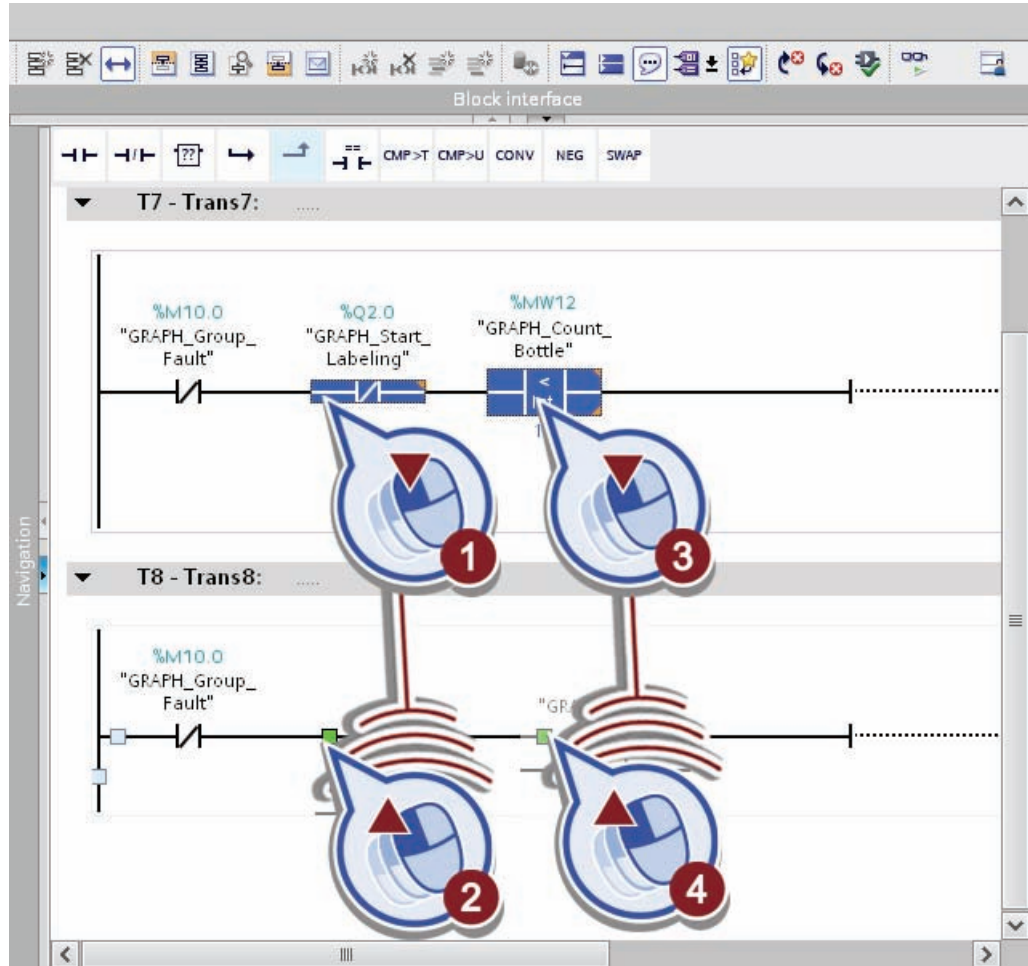 Block interface
??
==
CMP>T CMP>U CONV NEG SWAP
T7 - Trans7: .....
%M10.0
"GRAPH_Group_
Fault"
%Q2.0
"GRAPH_Start_
Labeling"
%MW12
"GRAPH_Count_
Bottle"
<
1
1
3
Navigation
T8 - Trans8: .....
%M10.0
"GRAPH_Group_
Fault"
2
4